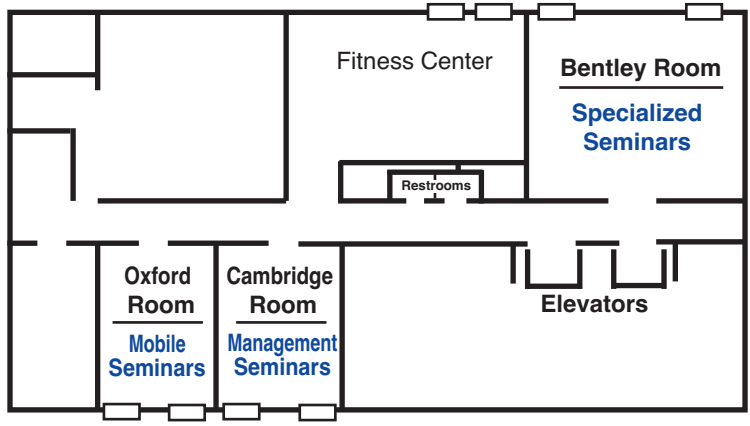 Fitness Center
Bentley Room
Specialized
Seminars
Restrooms
Oxford
Room
Mobile
Seminars
Cambridge
Room
Management
Seminars
Elevators